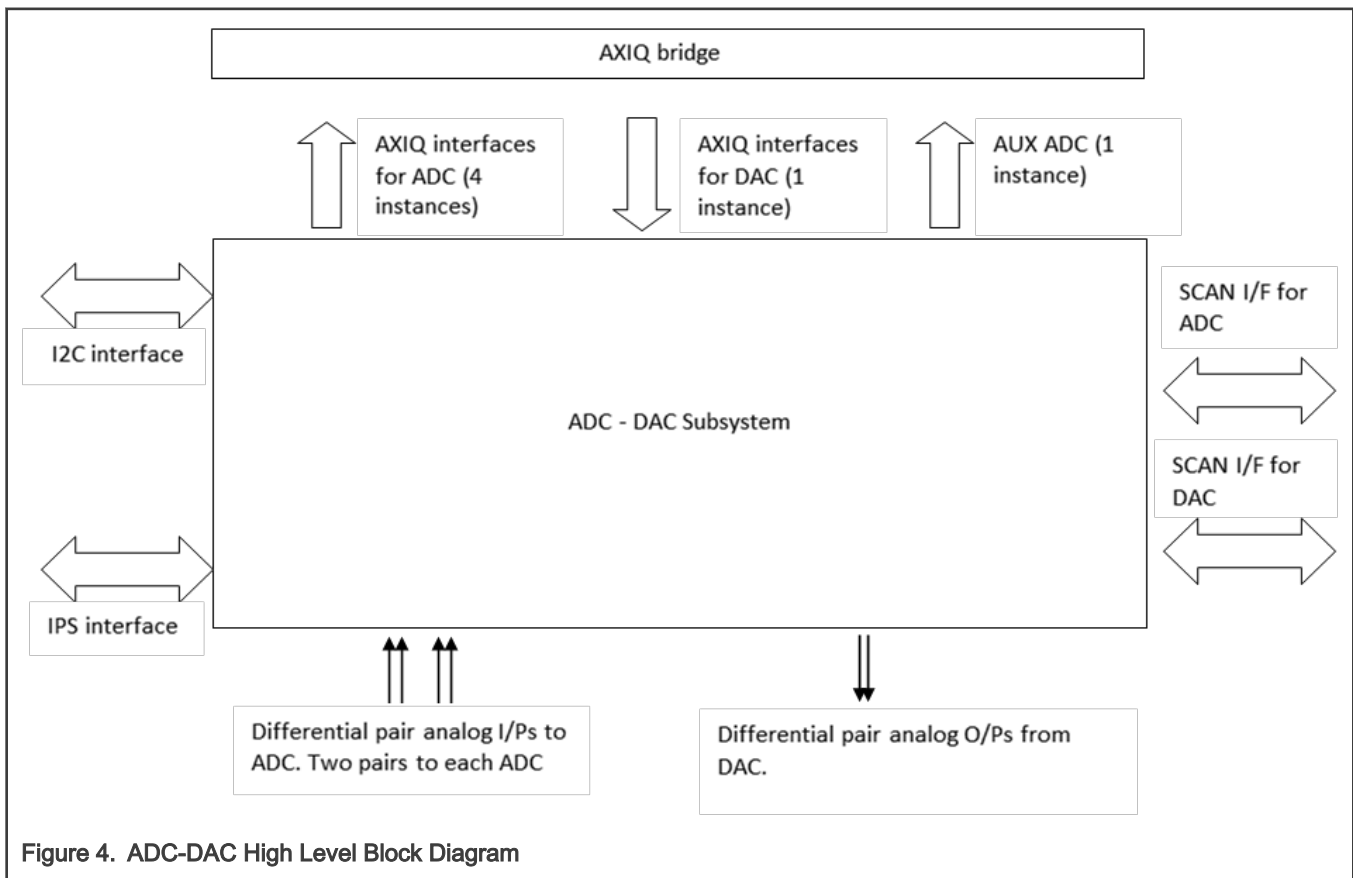 AXIQ bridge
AXIQ interfaces
for ADC (4
instances)
AXIQ interfaces
for DAC (1
instance)
AUX ADC (1
instance)
I2C interface
SCAN I/F for
ADC
ADC - DAC Subsystem
SCAN I/F for
DAC
IPS interface
Differential pair analog I/Ps to
ADC. Two pairs to each ADC
Differential pair analog O/Ps from
DAC.
Figure 4. ADC-DAC High Level Block Diagram